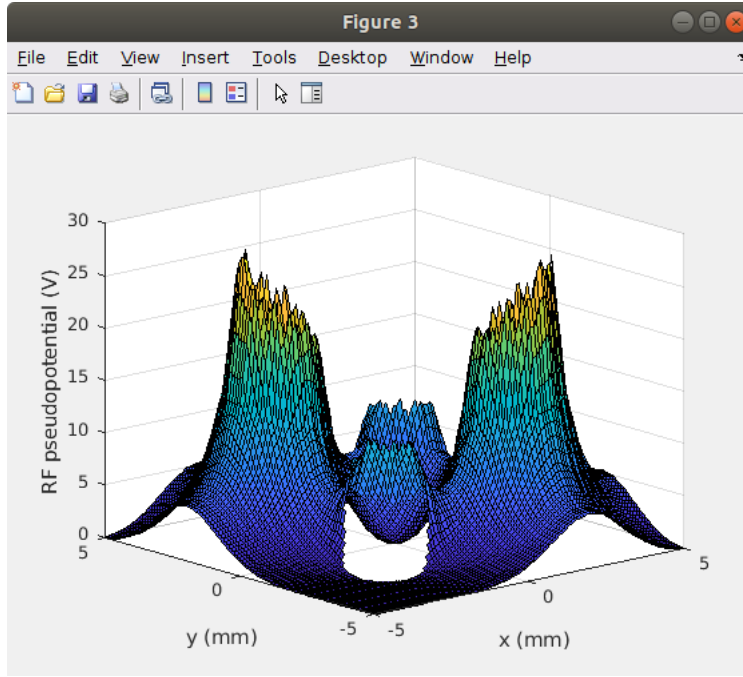 Figure 3
File Edit View Insert Tools Desktop Window Help
30
25
20
15
10
5
0
RF pseudopotential (V)
5
0
-5
y (mm)
-5
0
5
x (mm)